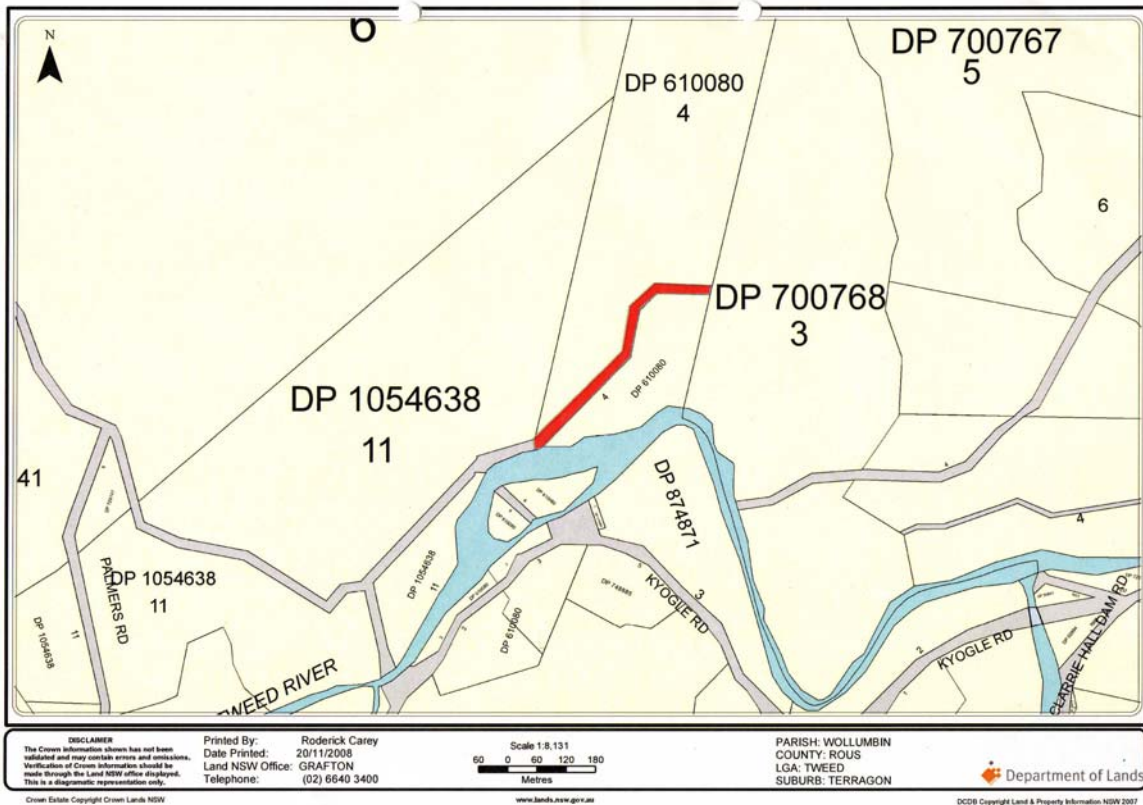 N
6
DP 700767
5
DP 610080
4
6
DP 700768
3
4
DP 610080
DP 1054638
11
41
DP 874871
4
4
DP 1054638
11
PALMERS RD
DP 1054638
11
DP 1054638
11
DP 610080
DP 748685
KYOGLE RD
3
KYOGLE RD
2
1
CLARRIE HALL DAM RD
TWEED RIVER
DISCLAIMER
The Crown information shown has not been
validated and may contain errors and omissions.
Verification of Crown information should be
made through the Land NSW office displayed.
This is a diagramatic representation only.
Printed By: Roderick Carey
Date Printed: 20/11/2008
Land NSW Office: GRAFTON
Telephone: (02) 6640 3400
Scale 1:8,131
60 0 60 120 180
Metres
PARISH: WOLLUMBIN
COUNTY: ROUS
LGA: TWEED
SUBURB: TERRAGON
Department of Lands
Crown Estate Copyright Crown Lands NSW
www.lands.nsw.gov.au
DCDB Copyright Land & Property Information NSW 2007